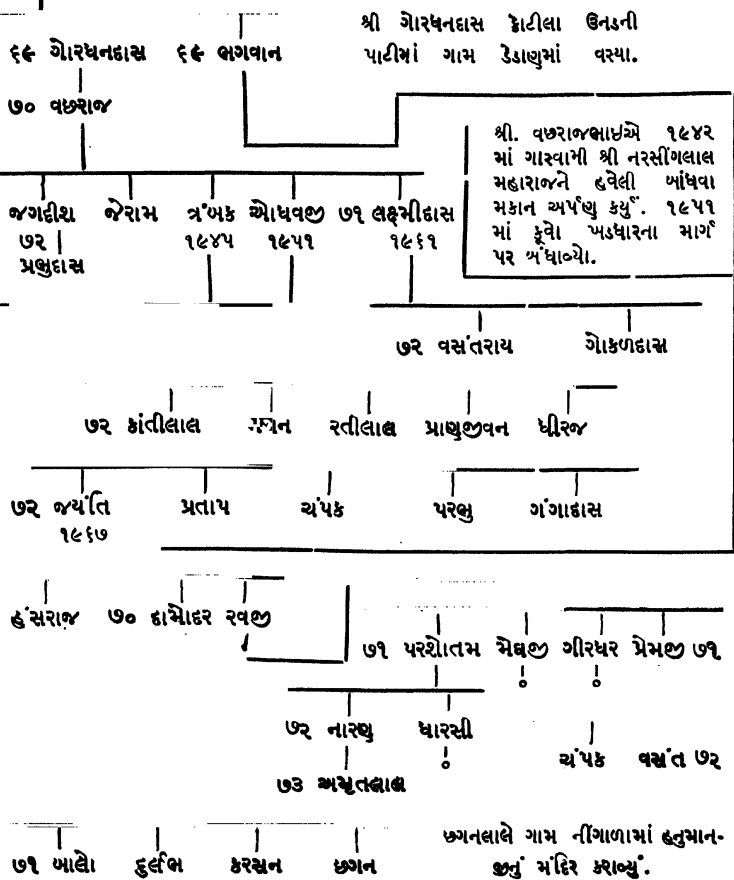 શ્રી ગોરધનદાસ કોટીલા ઉનડની
૬૯ ગોરધનદાસ ૬૯ ભગવાન
પાટીમાં ગામ ડેડાણમાં વસ્યા.
૭૦ વછરાજ
શ્રી. વછરાજભાઈએ ૧૯૪૨
માં ગોસ્વામી શ્રી નરસીંગલાલ
મહારાજને હવેલી બાંધવા
મકાન અર્પણ કર્યું. ૧૯૫૧
માં કૂવો ખડધારના માર્ગ
પર બંધાવ્યો.
જગદીશ જેરામ ત્રંબક ઓધવજી ૭૧ લક્ષ્મીદાસ
૭૨ ૧૯૪૫ ૧૯૫૧ ૧૯૬૧
પ્રભુદાસ
૭૨ વસંતરાય ગોકળદાસ
૭૨ કાંતીલાલ રતીલાલ પ્રાણજીવન ધીરજ
૭૨ જયંતિ પ્રતાપ ચંપક પરભુ ગંગાદાસ
૧૯૬૭
હંસરાજ ૭૦ દામોદર રવજી
૭૧ પરશોતમ મેઘજી ગીરધર પ્રેમજી ૭૧
૦ ૦
૭૨ નારણ ધારસી
૦
ચંપક વસંત ૭૨
૭૩ અમૃતલાલ
૭૧ બાલો દુર્લભ કરસન છગન
છગનલાલે ગામ નીંગાળામાં હનુમાન-
જીનું મંદિર કરાવ્યું.